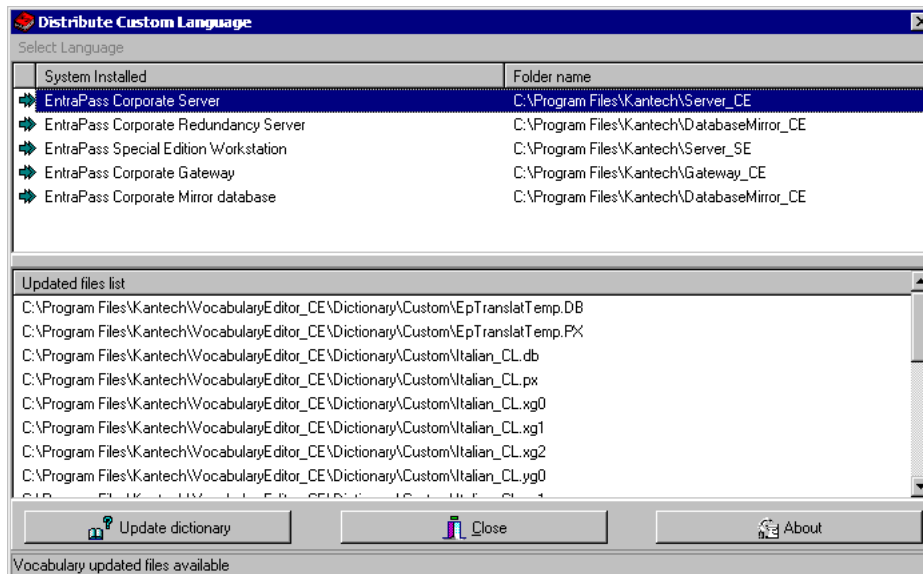 Distribute Custom Language
Select Language
System Installed Folder name
EntraPass Corporate Server C:\Program Files\Kantech\Server_CE
EntraPass Corporate Redundancy Server C:\Program Files\Kantech\DatabaseMirror_CE
EntraPass Special Edition Workstation C:\Program Files\Kantech\Server_SE
EntraPass Corporate Gateway C:\Program Files\Kantech\Gateway_CE
EntraPass Corporate Mirror database C:\Program Files\Kantech\DatabaseMirror_CE
Updated files list
C:\Program Files\Kantech\VocabularyEditor_CE\Dictionary\Custom\EpTranslatTemp.DB
C:\Program Files\Kantech\VocabularyEditor_CE\Dictionary\Custom\EpTranslatTemp.PX
C:\Program Files\Kantech\VocabularyEditor_CE\Dictionary\Custom\Italian_CL.db
C:\Program Files\Kantech\VocabularyEditor_CE\Dictionary\Custom\Italian_CL.px
C:\Program Files\Kantech\VocabularyEditor_CE\Dictionary\Custom\Italian_CL.xg0
C:\Program Files\Kantech\VocabularyEditor_CE\Dictionary\Custom\Italian_CL.xg1
C:\Program Files\Kantech\VocabularyEditor_CE\Dictionary\Custom\Italian_CL.xg2
C:\Program Files\Kantech\VocabularyEditor_CE\Dictionary\Custom\Italian_CL.yg0
Update dictionary Close About
Vocabulary updated files available